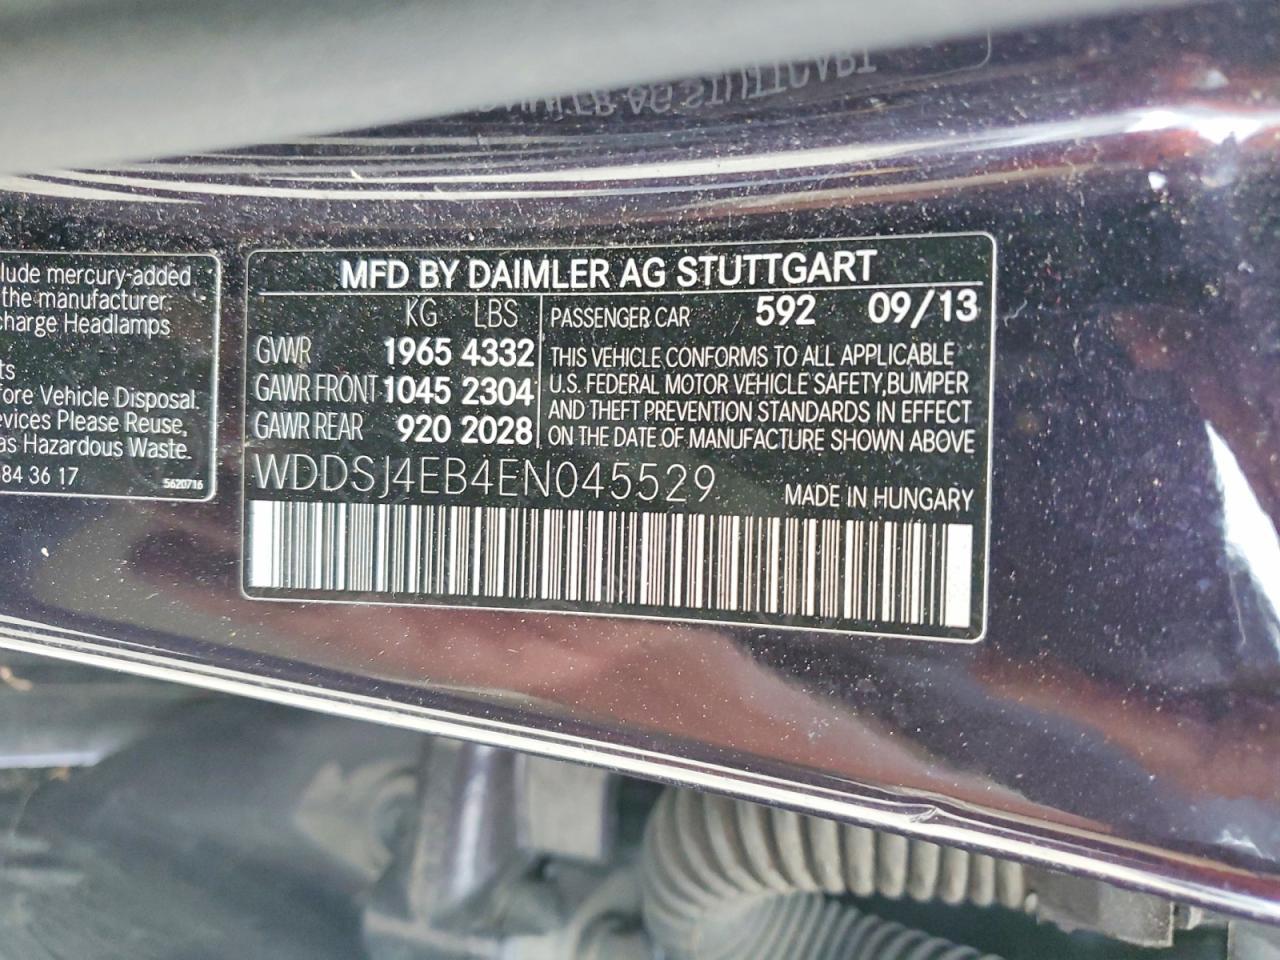 lude mercury-added
the manufacturer.
charge Headlamps
ts
fore Vehicle Disposal.
evices Please Reuse,
as Hazardous Waste.
84 36 17
5620716
MFD BY DAIMLER AG STUTTGART
KG LBS
GVWR 1965 4332
GAWR FRONT 1045 2304
GAWR REAR 920 2028
PASSENGER CAR 592 09/13
THIS VEHICLE CONFORMS TO ALL APPLICABLE
U.S. FEDERAL MOTOR VEHICLE SAFETY,BUMPER
AND THEFT PREVENTION STANDARDS IN EFFECT
ON THE DATE OF MANUFACTURE SHOWN ABOVE
WDDSJ4EB4EN045529
MADE IN HUNGARY